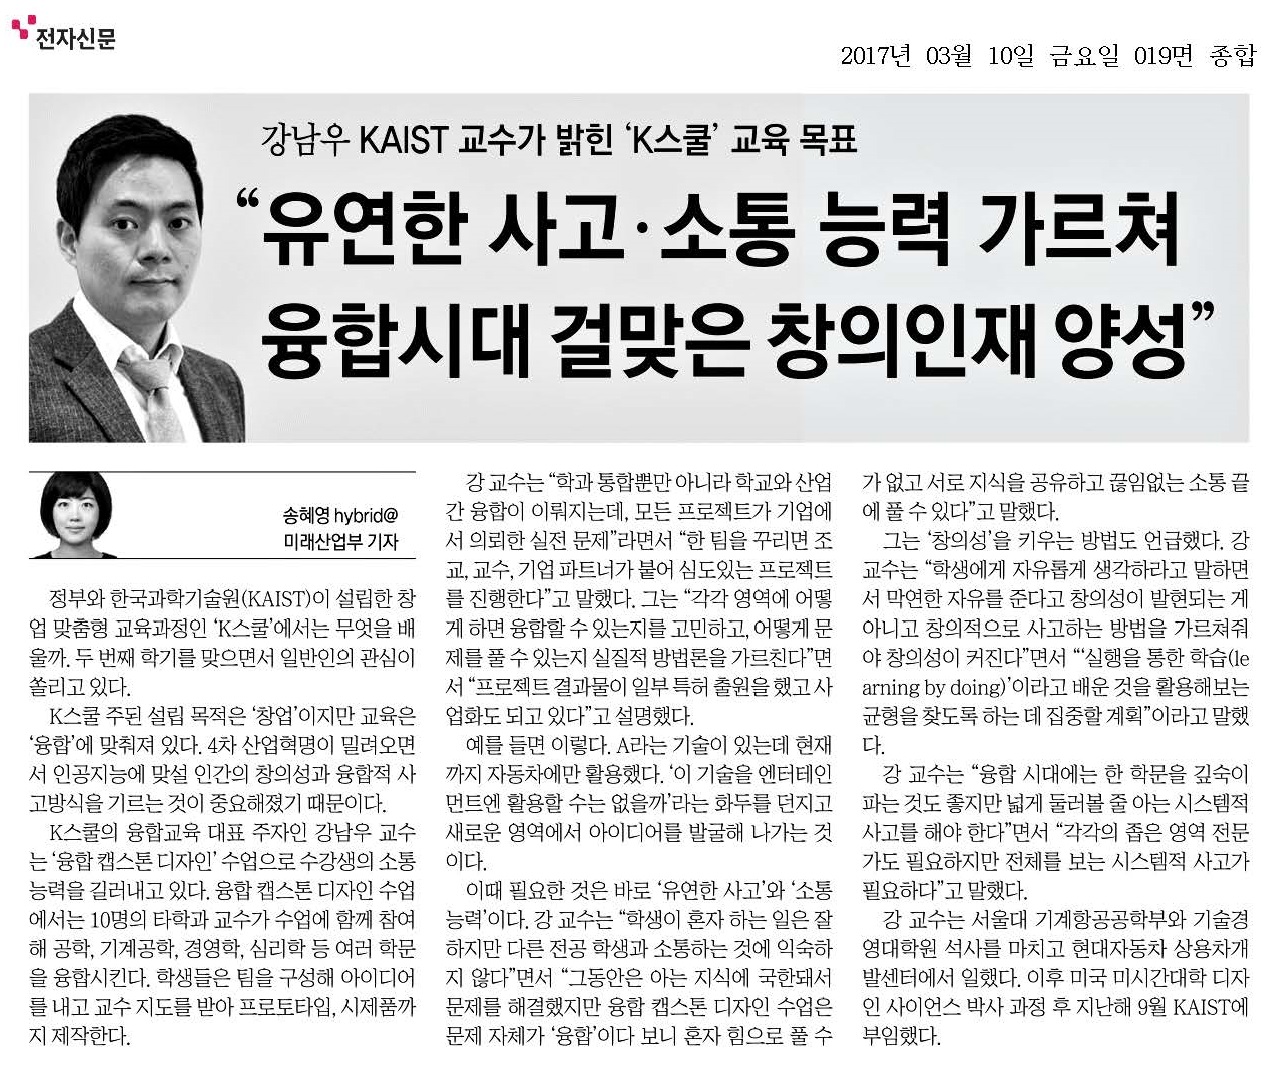 전자신문
2017년 03월 10일 금요일 019면 종합
강남우 KAIST 교수가 밝힌 ‘K스쿨’ 교육 목표
“유연한 사고·소통 능력 가르쳐
융합시대 걸맞은 창의인재 양성”
송혜영 hybrid@
미래산업부 기자
정부와 한국과학기술원(KAIST)이 설립한 창
업 맞춤형 교육과정인 ‘K스쿨’에서는 무엇을 배
울까. 두 번째 학기를 맞으면서 일반인의 관심이
쏠리고 있다.
K스쿨 주된 설립 목적은 ‘창업’이지만 교육은
‘융합’에 맞춰져 있다. 4차 산업혁명이 밀려오면
서 인공지능에 맞설 인간의 창의성과 융합적 사
고방식을 기르는 것이 중요해졌기 때문이다.
K스쿨의 융합교육 대표 주자인 강남우 교수
는 ‘융합 캡스톤 디자인’ 수업으로 수강생의 소통
능력을 길러내고 있다. 융합 캡스톤 디자인 수업
에서는 10명의 타학과 교수가 수업에 함께 참여
해 공학, 기계공학, 경영학, 심리학 등 여러 학문
을 융합시킨다. 학생들은 팀을 구성해 아이디어
를 내고 교수 지도를 받아 프로토타입, 시제품까
지 제작한다.
강 교수는 “학과 통합뿐만 아니라 학교와 산업
간 융합이 이뤄지는데, 모든 프로젝트가 기업에
서 의뢰한 실전 문제”라면서 “한 팀을 꾸리면 조
교, 교수, 기업 파트너가 붙어 심도있는 프로젝트
를 진행한다”고 말했다. 그는 “각각 영역에 어떻
게 하면 융합할 수 있는지를 고민하고, 어떻게 문
제를 풀 수 있는지 실질적 방법론을 가르친다”면
서 “프로젝트 결과물이 일부 특허 출원을 했고 사
업화도 되고 있다”고 설명했다.
예를 들면 이렇다. A라는 기술이 있는데 현재
까지 자동차에만 활용했다. ‘이 기술을 엔터테인
먼트엔 활용할 수는 없을까’라는 화두를 던지고
새로운 영역에서 아이디어를 발굴해 나가는 것
이다.
이때 필요한 것은 바로 ‘유연한 사고’와 ‘소통
능력’이다. 강 교수는 “학생이 혼자 하는 일은 잘
하지만 다른 전공 학생과 소통하는 것에 익숙하
지 않다”면서 “그동안은 아는 지식에 국한돼서
문제를 해결했지만 융합 캡스톤 디자인 수업은
문제 자체가 ‘융합’이다 보니 혼자 힘으로 풀 수
가 없고 서로 지식을 공유하고 끊임없는 소통 끝
에 풀 수 있다”고 말했다.
그는 ‘창의성’을 키우는 방법도 언급했다. 강
교수는 “학생에게 자유롭게 생각하라고 말하면
서 막연한 자유를 준다고 창의성이 발현되는 게
아니고 창의적으로 사고하는 방법을 가르쳐줘
야 창의성이 커진다”면서 “‘실행을 통한 학습(le
arning by doing)’이라고 배운 것을 활용해보는
균형을 찾도록 하는 데 집중할 계획”이라고 말했
다.
강 교수는 “융합 시대에는 한 학문을 깊숙이
파는 것도 좋지만 넓게 둘러볼 줄 아는 시스템적
사고를 해야 한다”면서 “각각의 좁은 영역 전문
가도 필요하지만 전체를 보는 시스템적 사고가
필요하다”고 말했다.
강 교수는 서울대 기계항공공학부와 기술경
영대학원 석사를 마치고 현대자동차 상용차개
발센터에서 일했다. 이후 미국 미시간대학 디자
인 사이언스 박사 과정 후 지난해 9월 KAIST에
부임했다.